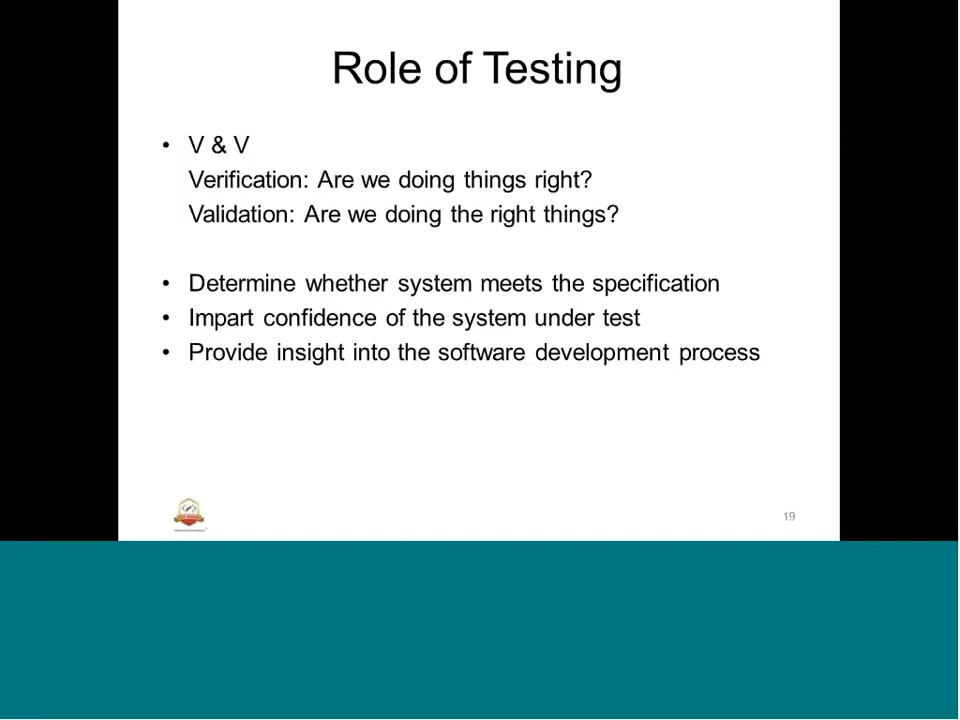 Role of Testing
• V & V
Verification: Are we doing things right?
Validation: Are we doing the right things?
• Determine whether system meets the specification
• Impart confidence of the system under test
• Provide insight into the software development process
19